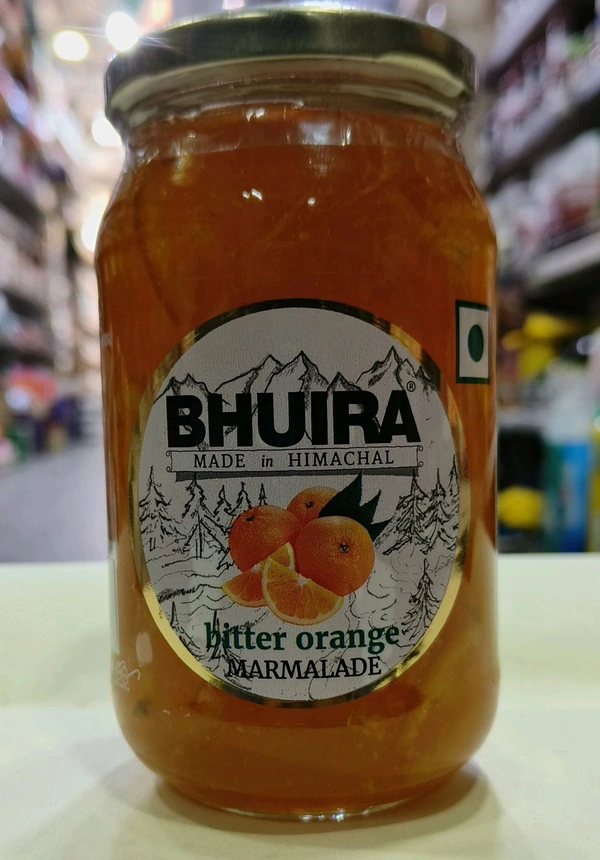 BHUIRA®
MADE in HIMACHAL
bitter orange
MARMALADE